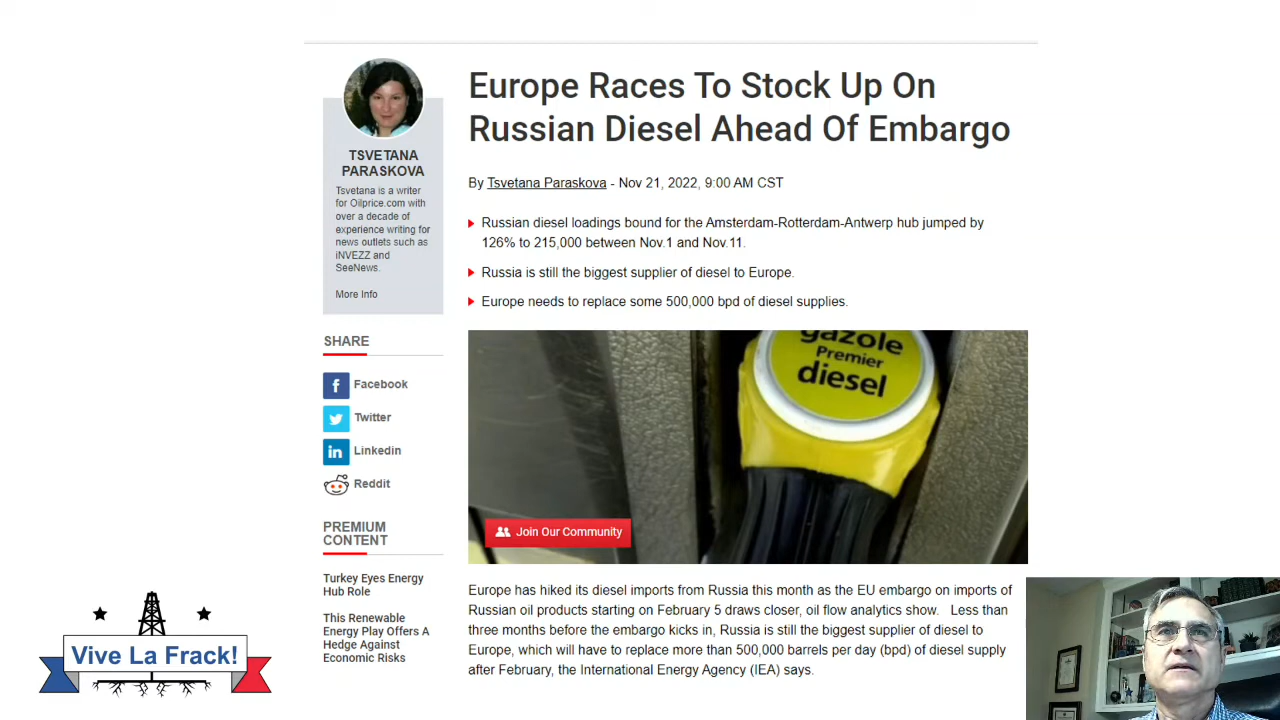 Europe Races To Stock Up On
Russian Diesel Ahead Of Embargo
TSVETANA
PARASKOVA
Tsvetana is a writer
for Oilprice.com with
over a decade of
experience writing for
news outlets such as
iNVEZZ and
SeeNews.
More Info
By Tsvetana Paraskova - Nov 21, 2022, 9:00 AM CST
Russian diesel loadings bound for the Amsterdam-Rotterdam-Antwerp hub jumped by
126% to 215,000 between Nov.1 and Nov.11.
Russia is still the biggest supplier of diesel to Europe.
Europe needs to replace some 500,000 bpd of diesel supplies.
SHARE
Facebook
Twitter
Linkedin
Reddit
PREMIUM
CONTENT
Turkey Eyes Energy
Hub Role
This Renewable
Energy Play Offers A
Hedge Against
Economic Risks
gazole
Premier
diesel
Join Our Community
Europe has hiked its diesel imports from Russia this month as the EU embargo on imports of
Russian oil products starting on February 5 draws closer, oil flow analytics show. Less than
three months before the embargo kicks in, Russia is still the biggest supplier of diesel to
Europe, which will have to replace more than 500,000 barrels per day (bpd) of diesel supply
after February, the International Energy Agency (IEA) says.
Vive La Frack!